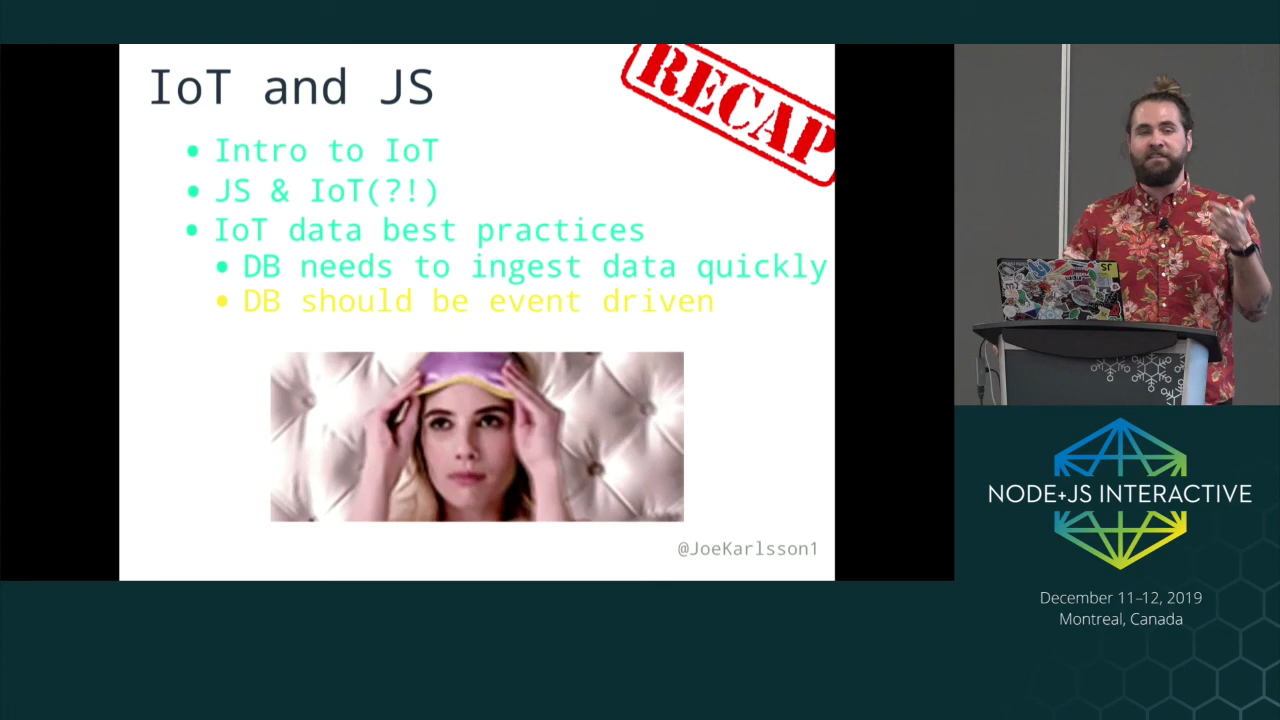 IoT and JS
RECAP
• Intro to IoT
• JS & IoT(?!)
• IoT data best practices
• DB needs to ingest data quickly
• DB should be event driven
@JoeKarlsson1
NODE+JS INTERACTIVE
December 11–12, 2019
Montreal, Canada